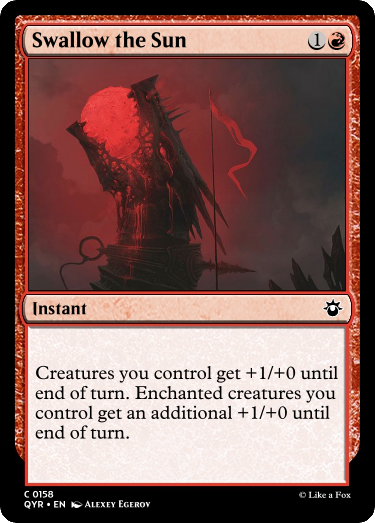 Swallow the Sun
1
Instant
Creatures you control get +1/+0 until
end of turn. Enchanted creatures you
control get an additional +1/+0 until
end of turn.
C 0158
QYR • EN Alexey Egerov
© Like a Fox